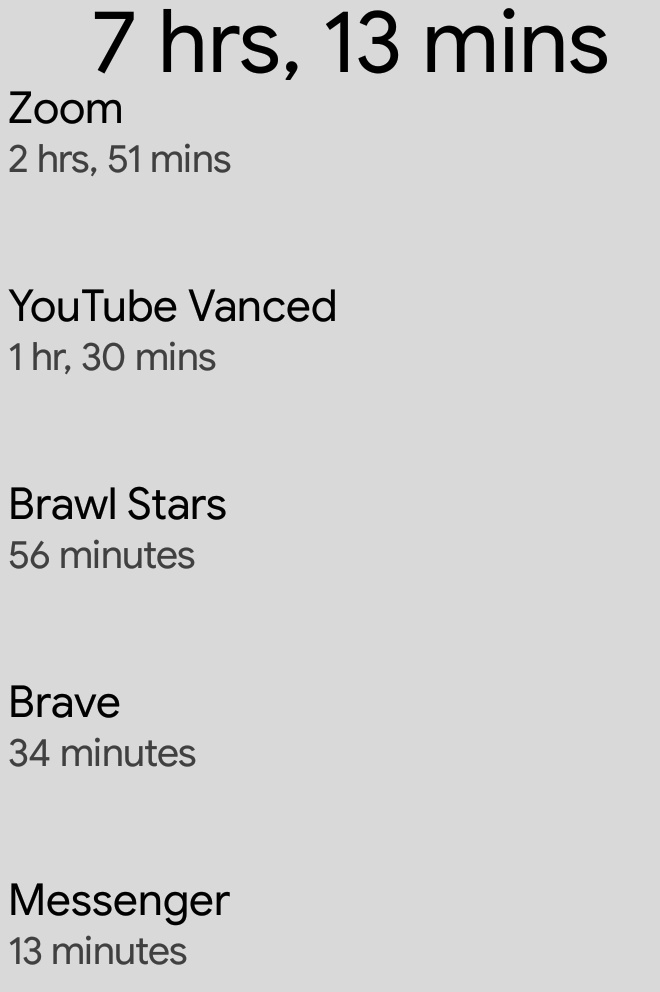 7 hrs, 13 mins
Zoom
2 hrs, 51 mins
YouTube Vanced
1 hr, 30 mins
Brawl Stars
56 minutes
Brave
34 minutes
Messenger
13 minutes